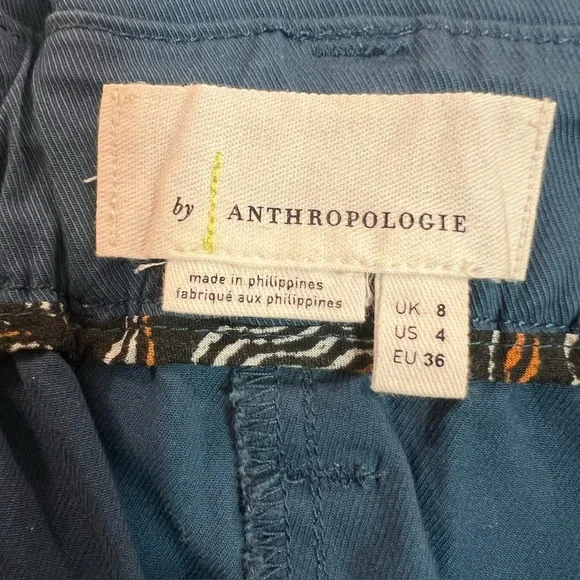 by ANTHROPOLOGIE
made in philippines
fabriqué aux philippines
UK 8
US 4
EU 36